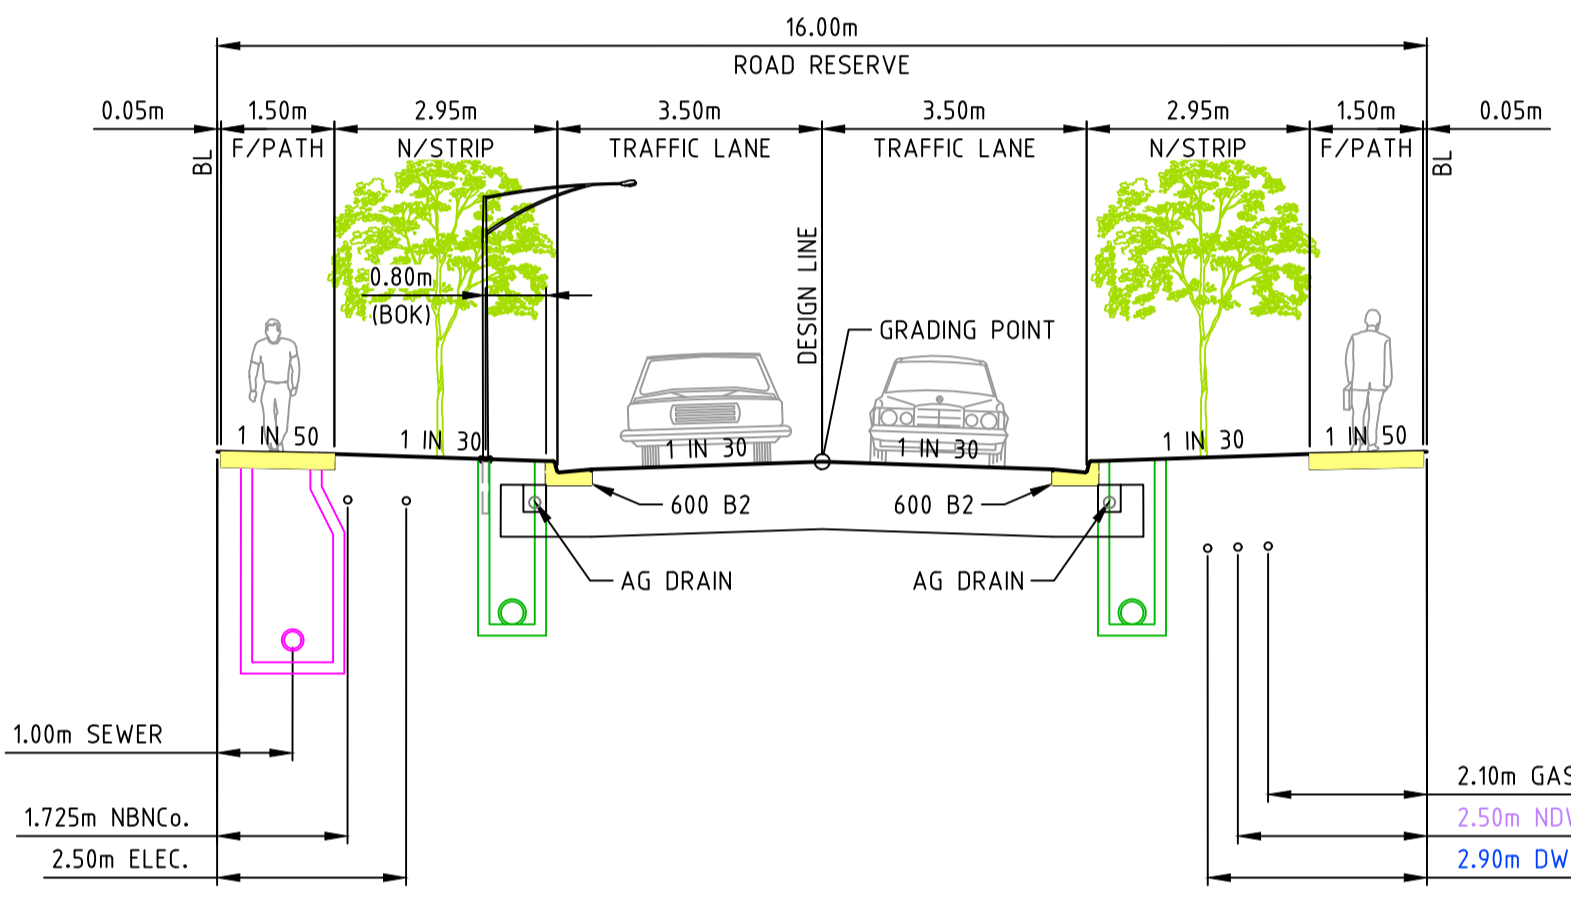 16.00m
ROAD RESERVE
0.05m 1.50m 2.95m 3.50m 3.50m 2.95m 1.50m 0.05m
F/PATH N/STRIP TRAFFIC LANE TRAFFIC LANE N/STRIP F/PATH
BL
BL
0.80m
(BOK)
DESIGN LINE
GRADING POINT
1 IN 50 1 IN 30 1 IN 30 1 IN 30 1 IN 30 1 IN 50
600 B2 600 B2
AG DRAIN AG DRAIN
1.00m SEWER
1.725m NBNCo.
2.50m ELEC.
2.10m GAS
2.50m ND
2.90m DW